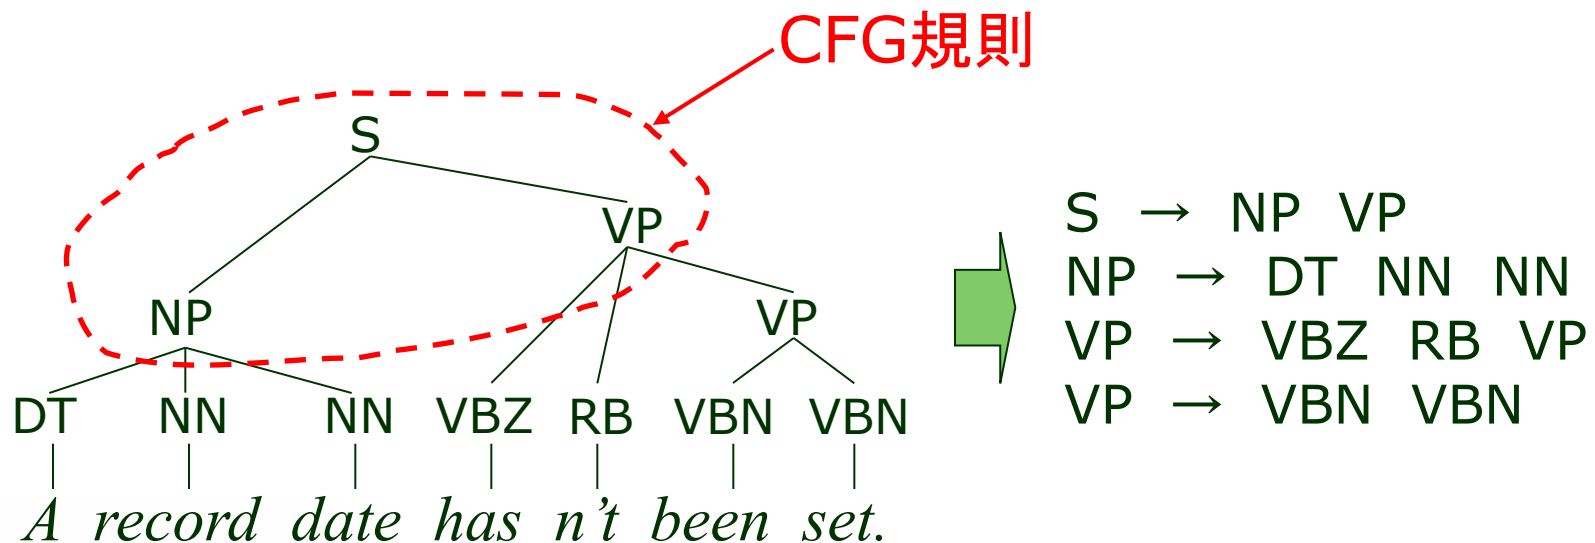 CFG規則
S
VP
NP
VP
DT NN NN VBZ RB VBN VBN
A record date has n’t been set.
S → NP VP
NP → DT NN NN
VP → VBZ RB VP
VP → VBN VBN